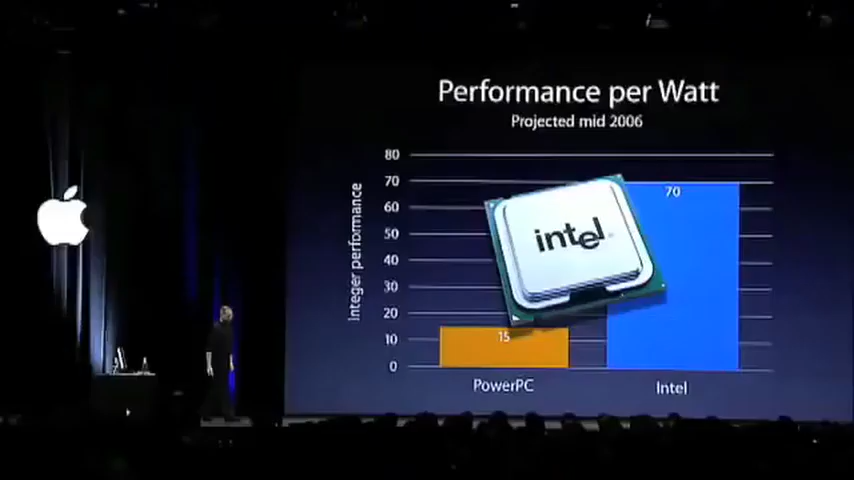 Performance per Watt
Projected mid 2006
80
70
60
50
40
30
20
10
0
Integer performance
intel
70
15
PowerPC
Intel